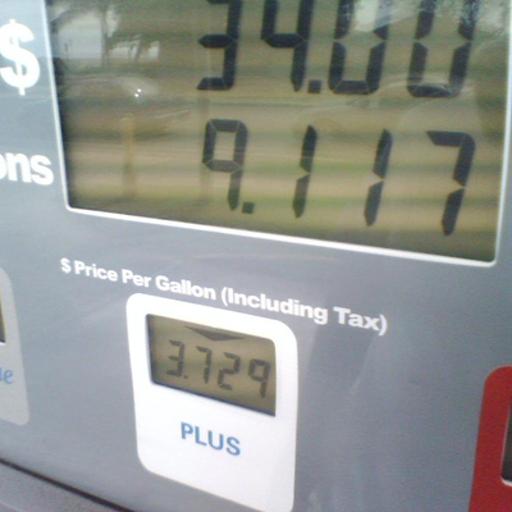 $ 34.00
ons 9.117
$ Price Per Gallon (Including Tax)
3.729
PLUS